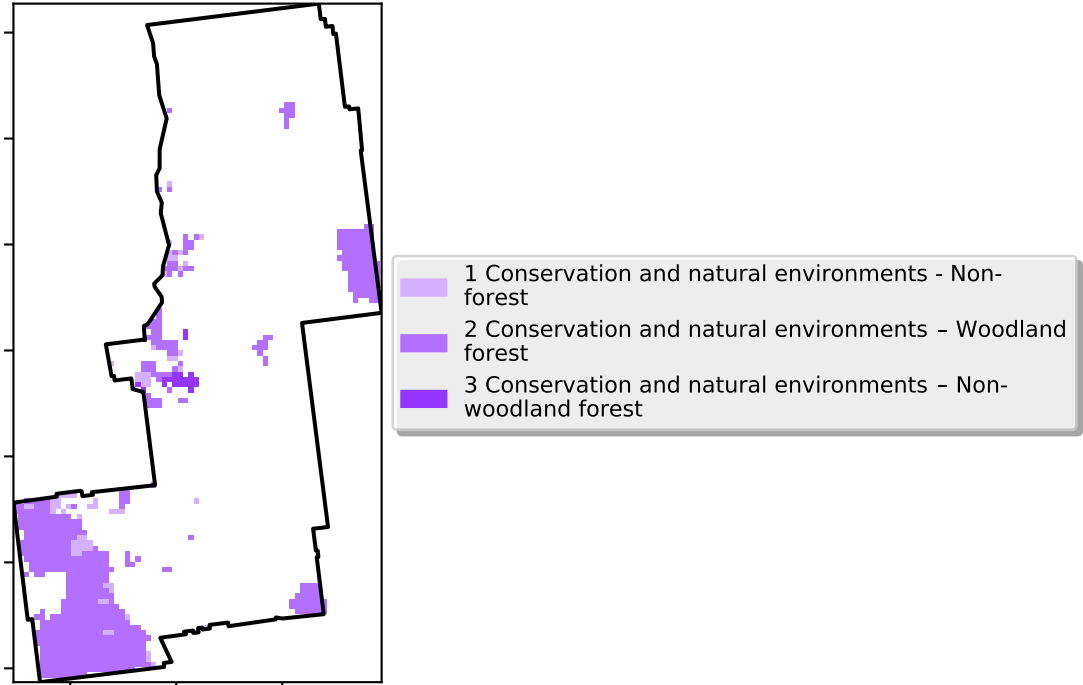 1 Conservation and natural environments - Non-
forest
2 Conservation and natural environments – Woodland
forest
3 Conservation and natural environments – Non-
woodland forest